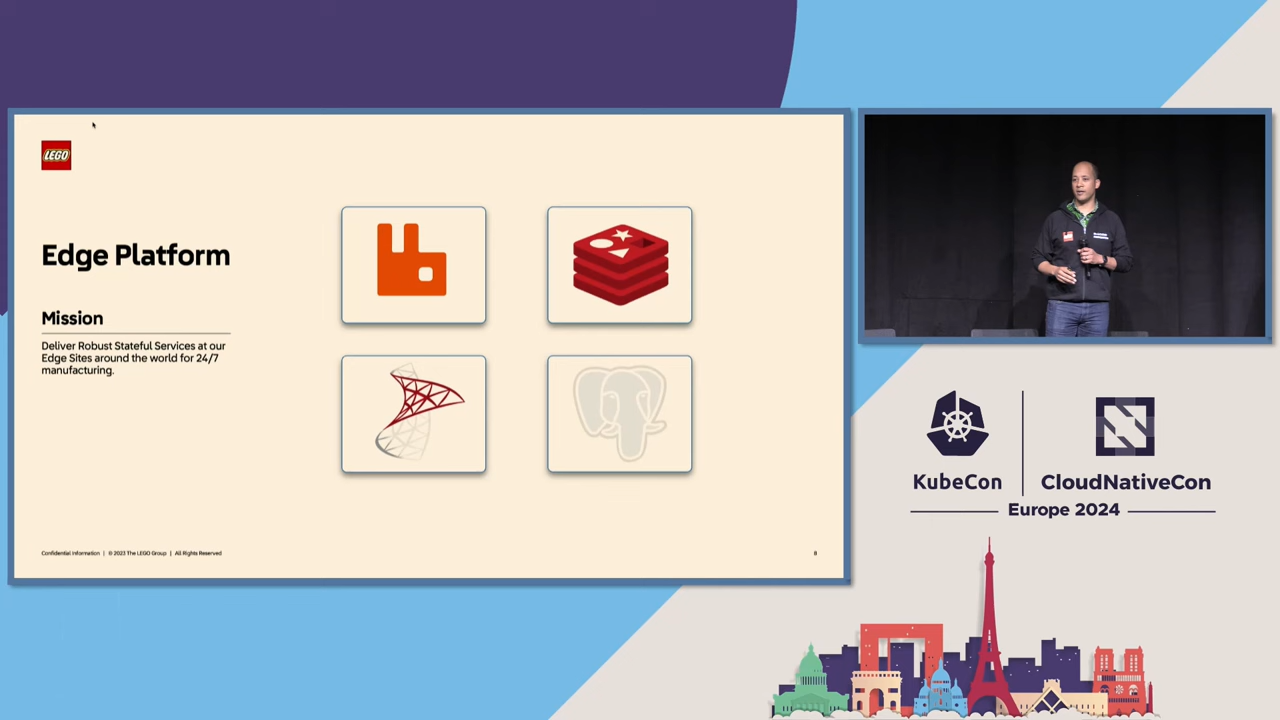 LEGO
Edge Platform
Mission
Deliver Robust Stateful Services at our
Edge Sites around the world for 24/7
manufacturing.
Confidential Information | © 2023 The LEGO Group | All Rights Reserved
8
KubeCon
CloudNativeCon
Europe 2024